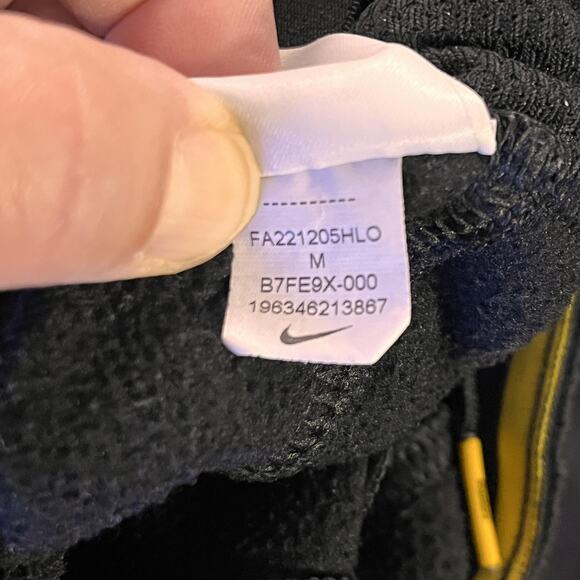 ----------
FA221205HLO
M
B7FE9X-000
196346213867